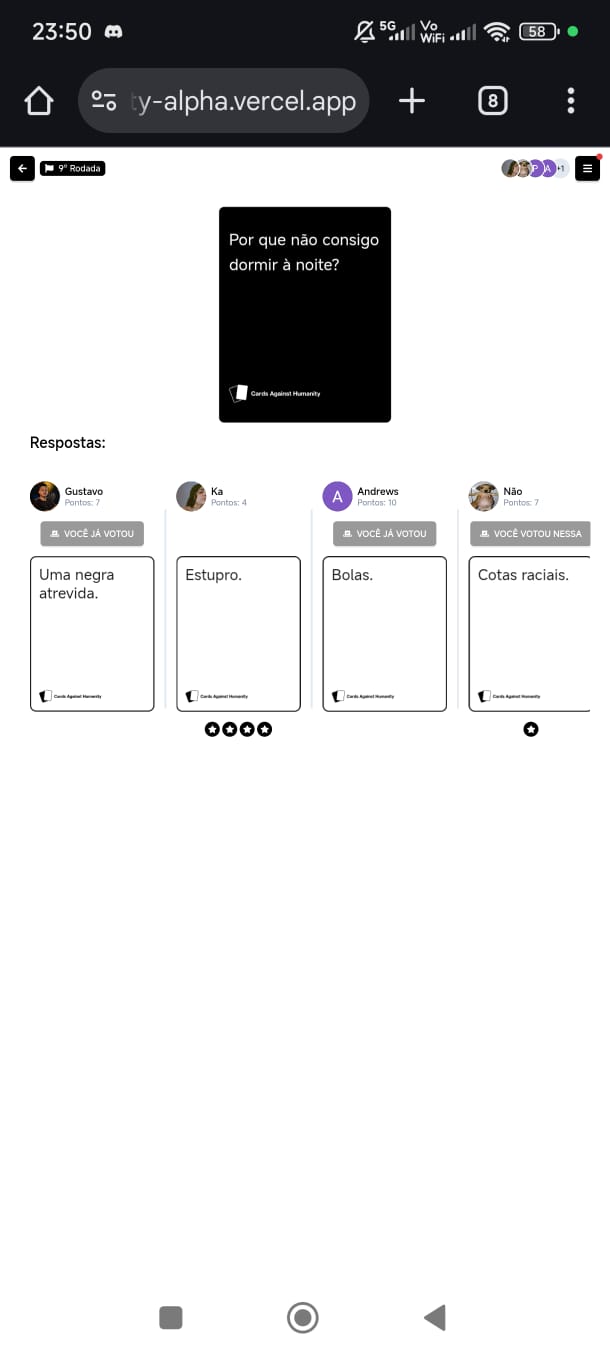 23:50
5G
Vo
WiFi
58
ty-alpha.vercel.app
8
9ª Rodada
P
A
+1
Por que não consigo
dormir à noite?
Cards Against Humanity
Respostas:
Gustavo
Pontos: 7
VOCÊ JÁ VOTOU
Uma negra
atrevida.
Cards Against Humanity
Ka
Pontos: 4
Estupro.
Cards Against Humanity
A
Andrews
Pontos: 10
VOCÊ JÁ VOTOU
Bolas.
Cards Against Humanity
Não
Pontos: 7
VOCÊ VOTOU NESSA
Cotas raciais.
Cards Against Humanity